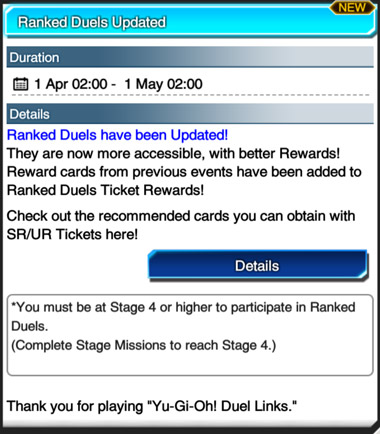 NEW
Ranked Duels Updated
Duration
1 Apr 02:00 - 1 May 02:00
Details
Ranked Duels have been Updated!
They are now more accessible, with better Rewards!
Reward cards from previous events have been added to
Ranked Duels Ticket Rewards!
Check out the recommended cards you can obtain with
SR/UR Tickets here!
Details
*You must be at Stage 4 or higher to participate in Ranked
Duels.
(Complete Stage Missions to reach Stage 4.)
Thank you for playing "Yu-Gi-Oh! Duel Links."